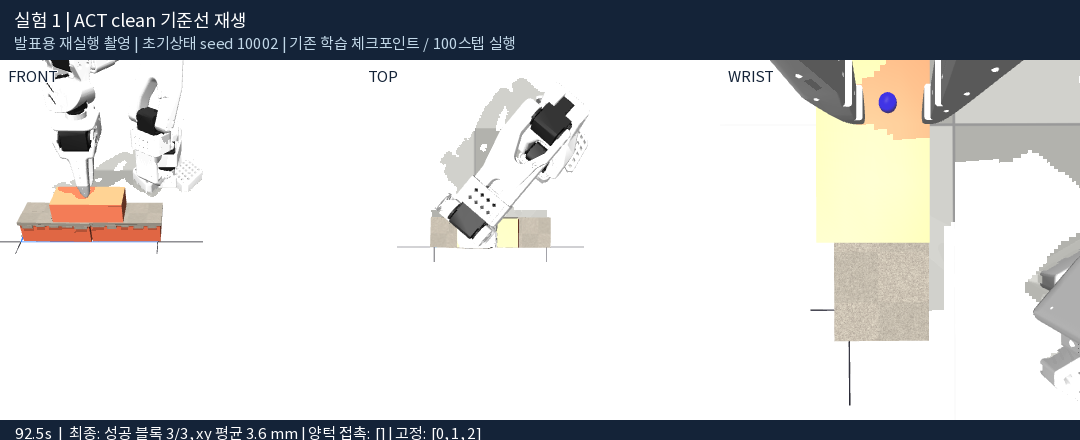 실험 1 | ACT clean 기준선 재생
발표용 재실행 촬영 | 초기상태 seed 10002 | 기존 학습 체크포인트 / 100스텝 실행
FRONT
TOP
WRIST
92.5s | 최종: 성공 블록 3/3, xy 평균 3.6 mm | 양턱 접촉: [] | 고정: [0,1,2]